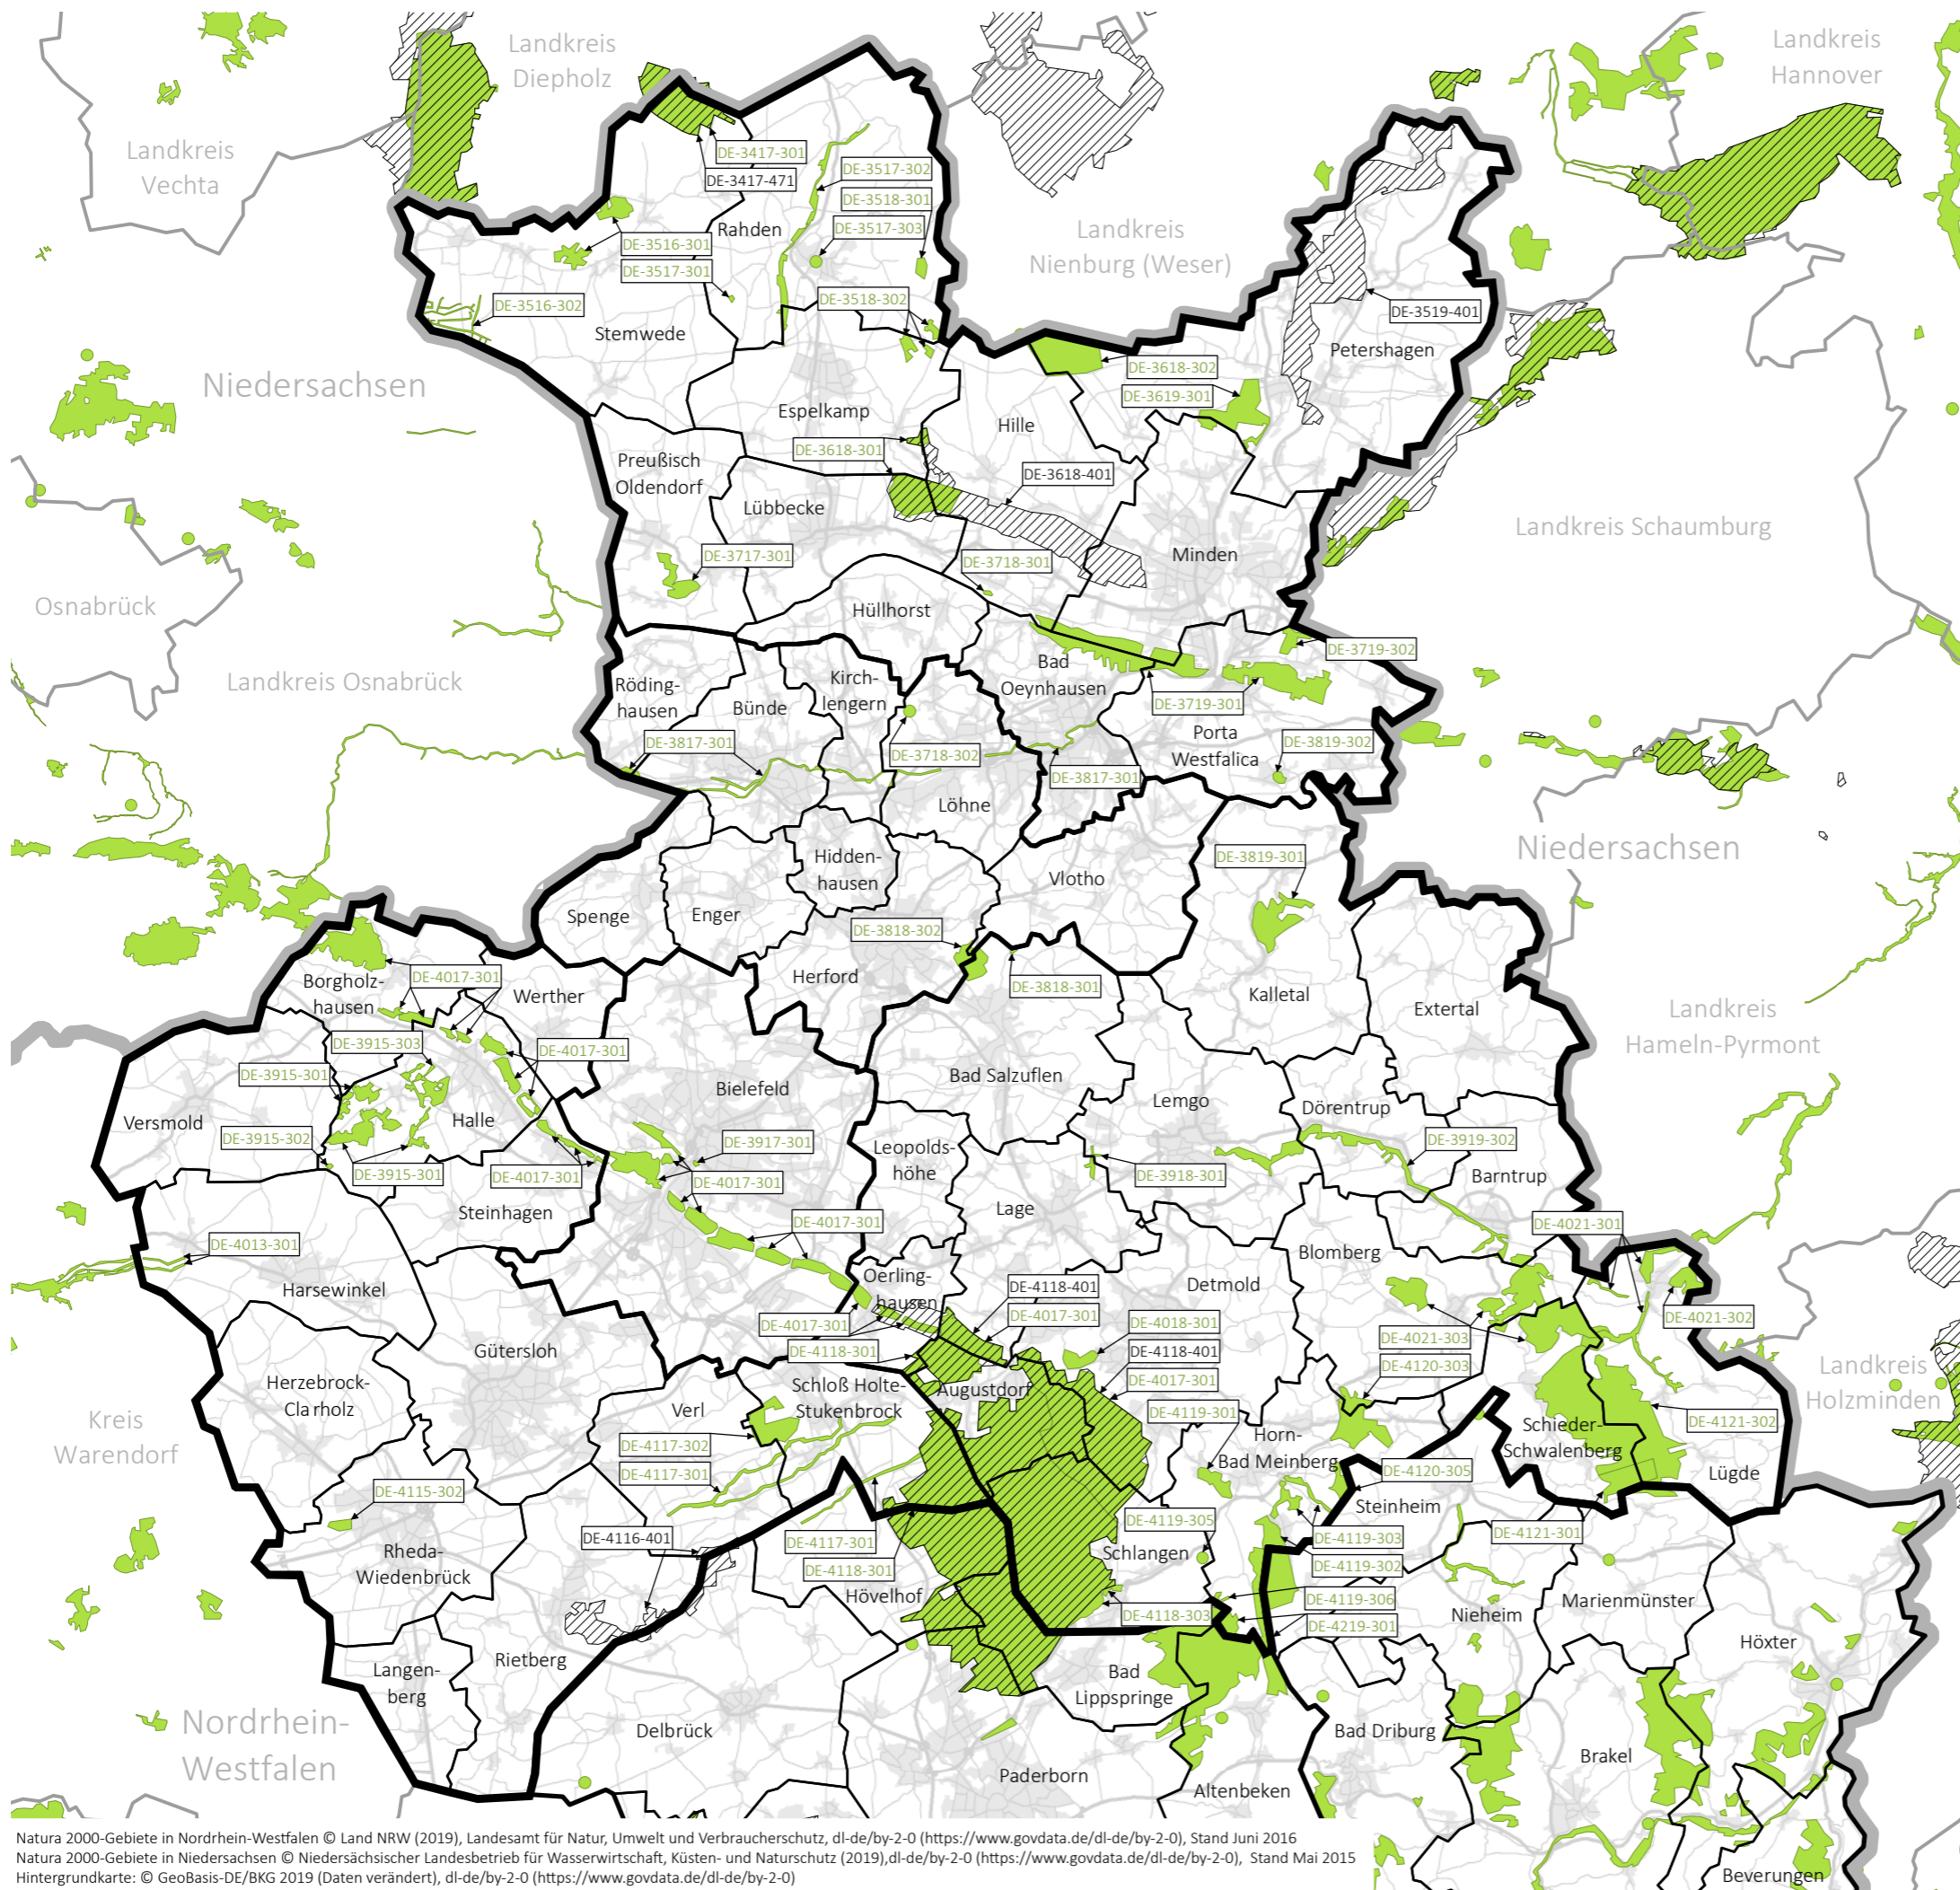 Landkreis
Diepholz
Landkreis
Hannover
Landkreis
Vechta
DE-3417-301
DE-3417-471
DE-3517-302
DE-3518-301
DE-3517-303
Rahden
DE-3516-301
DE-3517-301
Landkreis
Nienburg (Weser)
DE-3516-302
DE-3518-302
DE-3519-401
Stemwede
Petershagen
Niedersachsen
DE-3618-302
DE-3619-301
Espelkamp
Hille
DE-3618-301
Preußisch
Oldendorf
DE-3618-401
Lübbecke
Landkreis Schaumburg
DE-3717-301
DE-3718-301
Minden
Osnabrück
Hüllhorst
DE-3719-302
Landkreis Osnabrück
Röding-
hausen
Bünde
Kirch-
lengern
Bad
Oeynhausen
DE-3719-301
DE-3817-301
DE-3718-302
Porta
Westfalica
DE-3819-302
DE-3817-301
Löhne
Niedersachsen
Hidden-
hausen
DE-3819-301
Vlotho
Spenge
Enger
DE-3818-302
Herford
DE-3818-301
DE-4017-301
Borgholz-
hausen
Werther
Kalletal
Extertal
Landkreis
Hameln-Pyrmont
DE-3915-303
DE-4017-301
DE-3915-301
Bielefeld
Bad Salzuflen
Versmold
Halle
Lemgo
Dörentrup
DE-3915-302
DE-3917-301
DE-3919-302
DE-3915-301
DE-4017-301
DE-4017-301
Leopolds-
höhe
DE-3918-301
Barntrup
Steinhagen
DE-4017-301
Lage
DE-4021-301
DE-4013-301
Harsewinkel
Blomberg
Oerling-
hausen
DE-4118-401
Detmold
DE-4017-301
DE-4017-301
DE-4018-301
DE-4021-302
Gütersloh
DE-4118-301
DE-4118-401
DE-4021-303
DE-4120-303
Herzebrock-
Clarholz
Schloß Holte-
Stukenbrock
Augustdorf
DE-4017-301
Landkreis
Holzminden
Kreis
Warendorf
Verl
DE-4119-301
DE-4121-302
DE-4117-302
Horn-
Bad Meinberg
Schieder-
Schwalenberg
DE-4117-301
DE-4120-305
Lügde
DE-4115-302
Steinheim
DE-4116-401
DE-4117-301
DE-4119-305
DE-4119-303
DE-4121-301
Rheda-
Wiedenbrück
DE-4118-301
Schlangen
DE-4119-302
Hövelhof
DE-4119-306
Marienmünster
DE-4118-303
DE-4219-301
Nieheim
Höxter
Langen-
berg
Rietberg
Bad
Lippspringe
Nordrhein-
Westfalen
Delbrück
Bad Driburg
Brakel
Paderborn
Altenbeken
Beverungen
Natura 2000-Gebiete in Nordrhein-Westfalen © Land NRW (2019), Landesamt für Natur, Umwelt und Verbraucherschutz, dl-de/by-2-0 (https://www.govdata.de/dl-de/by-2-0), Stand Juni 2016
Natura 2000-Gebiete in Niedersachsen © Niedersächsischer Landesbetrieb für Wasserwirtschaft, Küsten- und Naturschutz (2019),dl-de/by-2-0 (https://www.govdata.de/dl-de/by-2-0), Stand Mai 2015
Hintergrundkarte: © GeoBasis-DE/BKG 2019 (Daten verändert), dl-de/by-2-0 (https://www.govdata.de/dl-de/by-2-0)